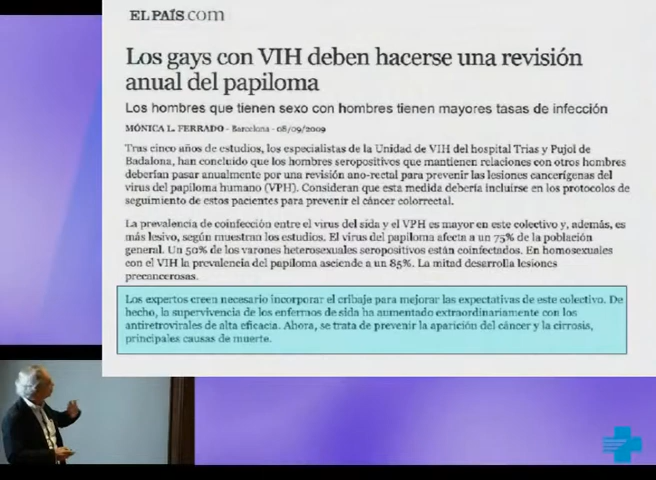 EL PAÍS.com
Los gays con VIH deben hacerse una revisión
anual del papiloma
Los hombres que tienen sexo con hombres tienen mayores tasas de infección
MÓNICA L. FERRADO - Barcelona - 08/09/2009
Tras cinco años de estudios, los especialistas de la Unidad de VIH del hospital Trias y Pujol de
Badalona, han concluido que los hombres seropositivos que mantienen relaciones con otros hombres
deberían pasar anualmente por una revisión ano-rectal para prevenir las lesiones cancerígenas del
virus del papiloma humano (VPH). Consideran que esta medida debería incluirse en los protocolos de
seguimiento de estos pacientes para prevenir el cáncer colorrectal.
La prevalencia de coinfección entre el virus del sida y el VPH es mayor en este colectivo y, además, es
más lesivo, según muestran los estudios. El virus del papiloma afecta a un 75% de la población
general. Un 50% de los varones heterosexuales seropositivos están coinfectados. En homosexuales
con el VIH la prevalencia del papiloma asciende a un 85%. La mitad desarrolla lesiones
precancerosas.
Los expertos creen necesario incorporar el cribaje para mejorar las expectativas de este colectivo. De
hecho, la supervivencia de los enfermos de sida ha aumentado extraordinariamente con los
antiretrovirales de alta eficacia. Ahora, se trata de prevenir la aparición del cáncer y la cirrosis,
principales causas de muerte.